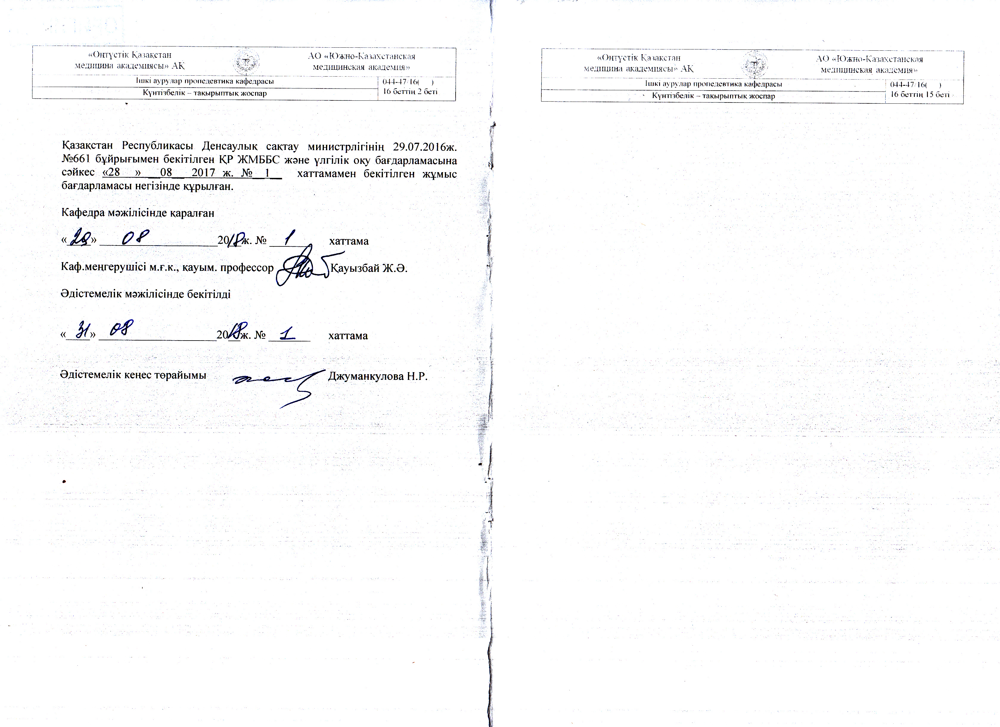 «Оңтүстік Қазақстан
медицина академиясы» АҚ
АО «Южно-Казахстанская
медицинская академия»
Ішкі аурулар пропедевтика кафедрасы
044-47/16( )
Күнтізбелік – тақырыптық жоспар
16 беттің 2 беті
Қазақстан Республикасы Денсаулық сақтау министрлігінің 29.07.2016ж.
№661 бұйрығымен бекітілген ҚР ЖМББС және үлгілік оқу бағдарламасына
сәйкес «28 » 08 2017 ж. № 1 хаттамамен бекітілген жұмыс
бағдарламасы негізінде құрылған.
Кафедра мәжілісінде қаралған
« » 08 2018ж. № 1 хаттама
Каф.меңгерушісі м.ғ.к., қауым. профессор Қауызбай Ж.Ә.
Әдістемелік мәжілісінде бекітілді
«31» 08 2018ж. № 1 хаттама
Әдістемелік кеңес төрайымы Джуманкулова Н.Р.
«Оңтүстік Қазақстан
медицина академиясы» АҚ
АО «Южно-Казахстанская
медицинская академия»
Ішкі аурулар пропедевтика кафедрасы
044-47/16( )
Күнтізбелік – тақырыптық жоспар
16 беттің 15 беті